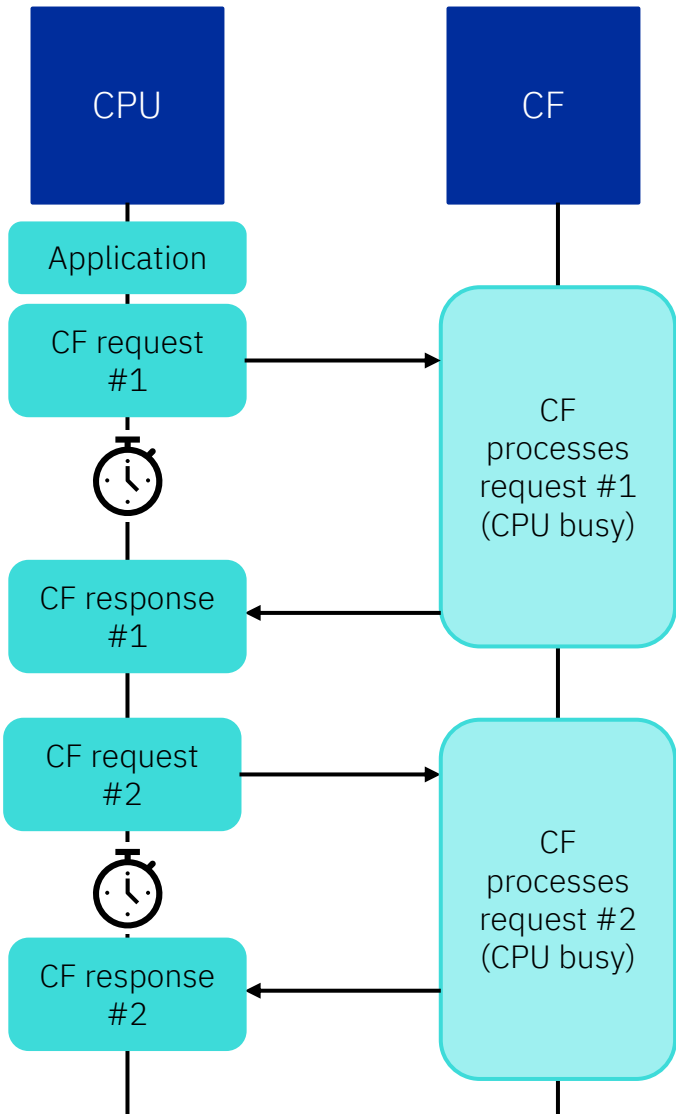 CPU
CF
Application
CF request
#1
CF
processes
request #1
(CPU busy)
CF response
#1
CF request
#2
CF
processes
request #2
(CPU busy)
CF response
#2